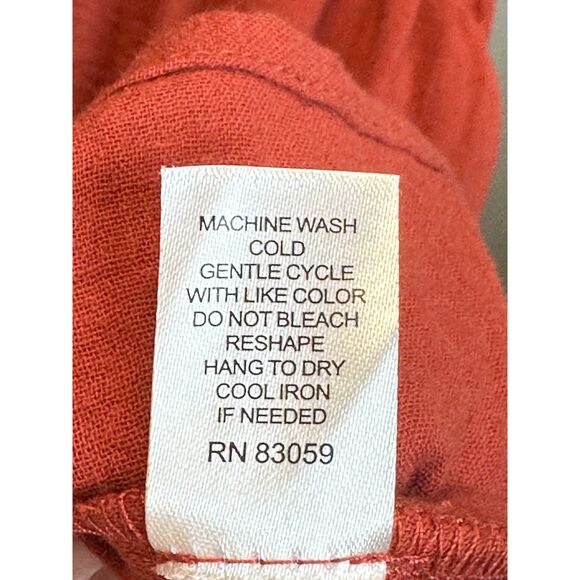 MACHINE WASH
COLD
GENTLE CYCLE
WITH LIKE COLOR
DO NOT BLEACH
RESHAPE
HANG TO DRY
COOL IRON
IF NEEDED
RN 83059